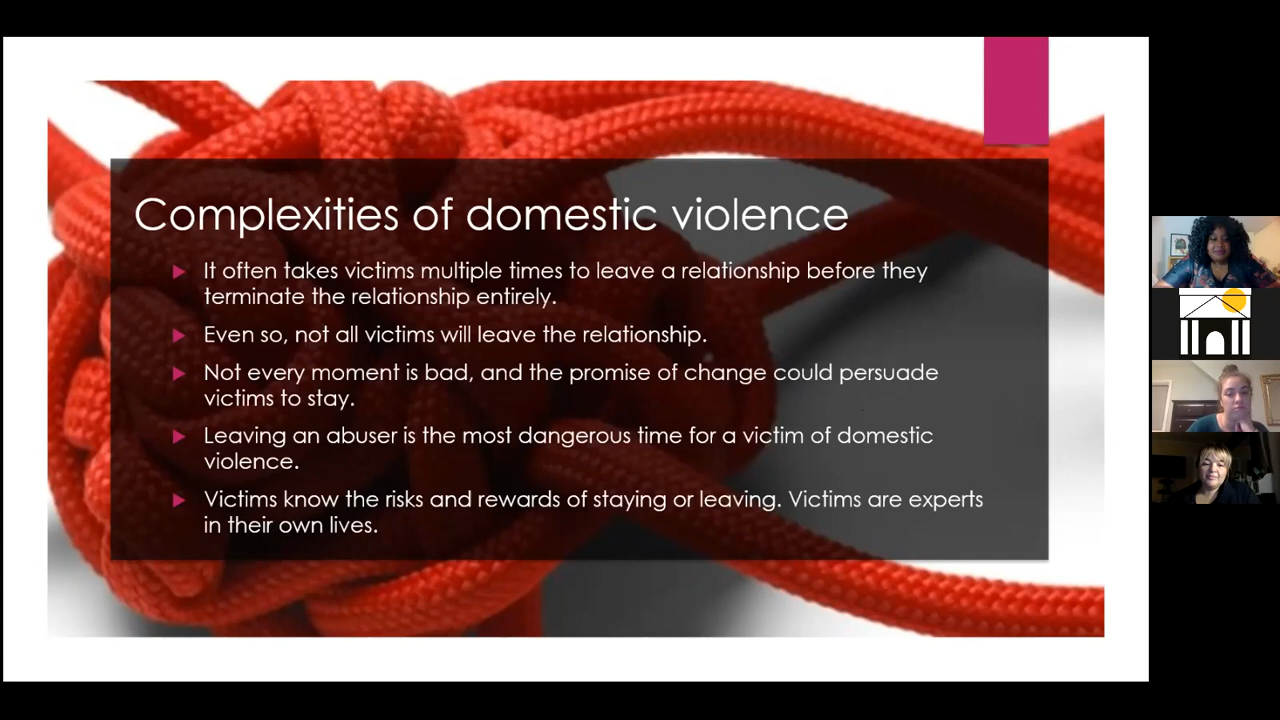 Complexities of domestic violence
It often takes victims multiple times to leave a relationship before they
terminate the relationship entirely.
Even so, not all victims will leave the relationship.
Not every moment is bad, and the promise of change could persuade
victims to stay.
Leaving an abuser is the most dangerous time for a victim of domestic
violence.
Victims know the risks and rewards of staying or leaving. Victims are experts
in their own lives.